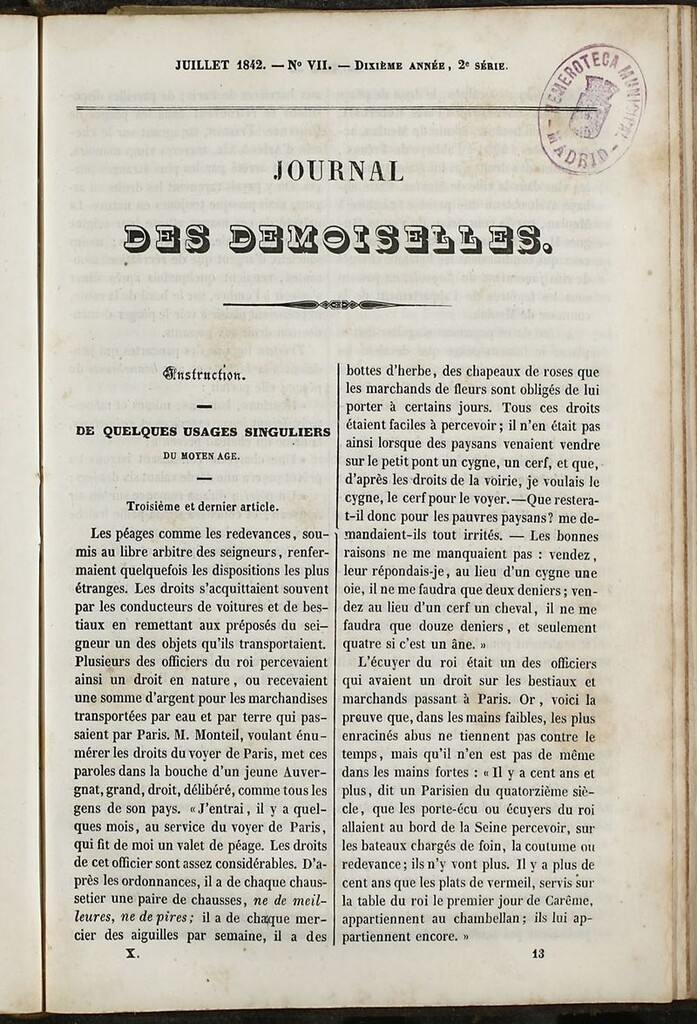 JUILLET 1842. — No VII. — DIXIÈME ANNÉE, 2e SÉRIE.
HEMEROTECA MUNICIPAL
- MADRID -
JOURNAL
DES DEMOISELLES.
Instruction.
DE QUELQUES USAGES SINGULIERS
DU MOYEN AGE.
Troisième et dernier article.
Les péages comme les redevances, sou-
mis au libre arbitre des seigneurs, renfer-
maient quelquefois les dispositions les plus
étranges. Les droits s'acquittaient souvent
par les conducteurs de voitures et de bes-
tiaux en remettant aux préposés du sei-
gneur un des objets qu'ils transportaient.
Plusieurs des officiers du roi percevaient
ainsi un droit en nature, ou recevaient
une somme d'argent pour les marchandises
transportées par eau et par terre qui pas-
saient par Paris. M. Monteil, voulant énu-
mérer les droits du voyer de Paris, met ces
paroles dans la bouche d'un jeune Auver-
gnat, grand, droit, délibéré, comme tous les
gens de son pays. « J'entrai, il y a quel-
ques mois, au service du voyer de Paris,
qui fit de moi un valet de péage. Les droits
de cet officier sont assez considérables. D'a-
près les ordonnances, il a de chaque chaus-
setier une paire de chausses, ne de meil-
leures, ne de pires; il a de chaque mer-
cier des aiguilles par semaine, il a des
X.
bottes d'herbe, des chapeaux de roses que
les marchands de fleurs sont obligés de lui
porter à certains jours. Tous ces droits
étaient faciles à percevoir; il n'en était pas
ainsi lorsque des paysans venaient vendre
sur le petit pont un cygne, un cerf, et que,
d'après les droits de la voirie, je voulais le
cygne, le cerf pour le voyer. — Que restera-
t-il donc pour les pauvres paysans? me de-
mandaient-ils tout irrités. — Les bonnes
raisons ne me manquaient pas : vendez,
leur répondais-je, au lieu d'un cygne une
oie, il ne me faudra que deux deniers; ven-
dez au lieu d'un cerf un cheval, il ne me
faudra que douze deniers, et seulement
quatre si c'est un âne. »
L'écuyer du roi était un des officiers
qui avaient un droit sur les bestiaux et
marchands passant à Paris. Or, voici la
preuve que, dans les mains faibles, les plus
enracinés abus ne tiennent pas contre le
temps, mais qu'il n'en est pas de même
dans les mains fortes : « Il y a cent ans et
plus, dit un Parisien du quatorzième siè-
cle, que les porte-écu ou écuyers du roi
allaient au bord de la Seine percevoir, sur
les bateaux chargés de foin, la coutume ou
redevance; ils n'y vont plus. Il y a plus de
cent ans que les plats de vermeil, servis sur
la table du roi le premier jour de Carême,
appartiennent au chambellan; ils lui ap-
partiennent encore. »
13